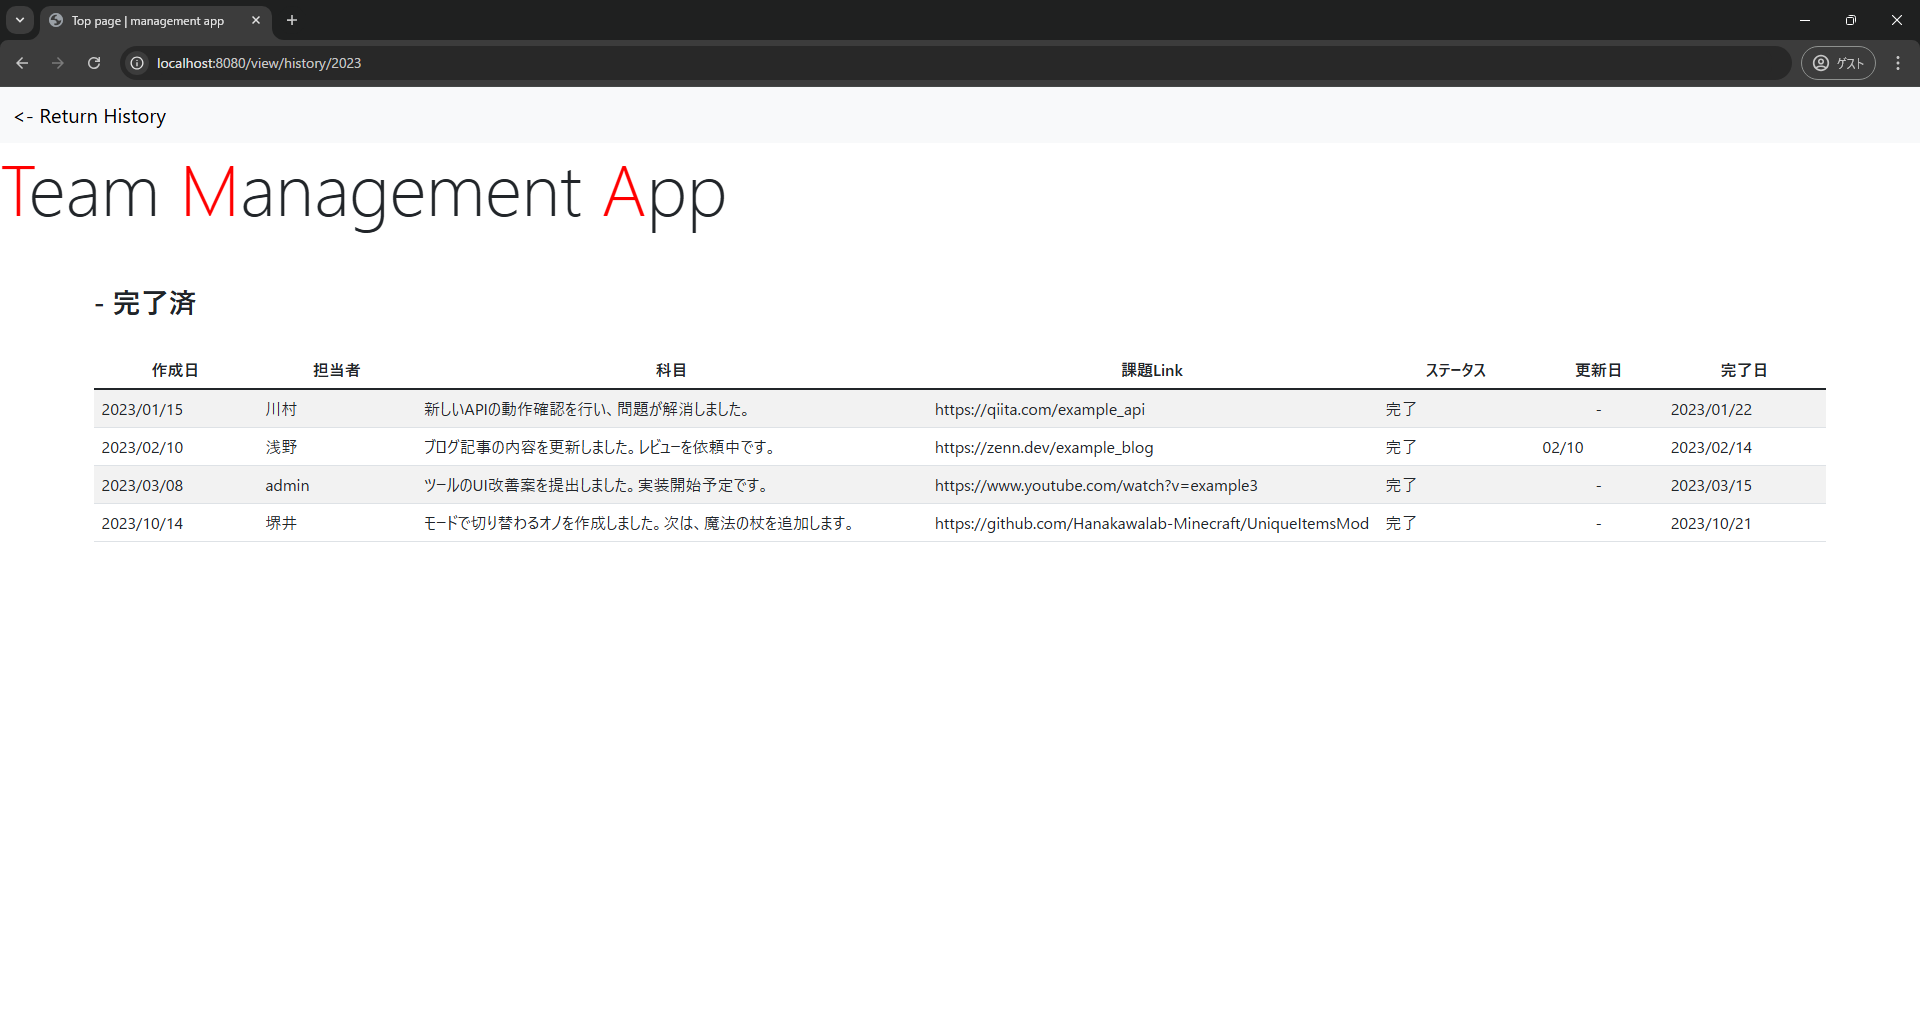 Top page | management app
localhost:8080/view/history/2023
ゲスト
<- Return History
Team Management App
- 完了済
作成日 担当者 科目 課題Link ステータス 更新日 完了日
2023/01/15 川村 新しいAPIの動作確認を行い、問題が解消しました。 https://qiita.com/example_api 完了 - 2023/01/22
2023/02/10 浅野 ブログ記事の内容を更新しました。レビューを依頼中です。 https://zenn.dev/example_blog 完了 02/10 2023/02/14
2023/03/08 admin ツールのUI改善案を提出しました。実装開始予定です。 https://www.youtube.com/watch?v=example3 完了 - 2023/03/15
2023/10/14 堺井 モードで切り替わるオノを作成しました。次は、魔法の杖を追加します。 https://github.com/Hanakawalab-Minecraft/UniqueItemsMod 完了 - 2023/10/21